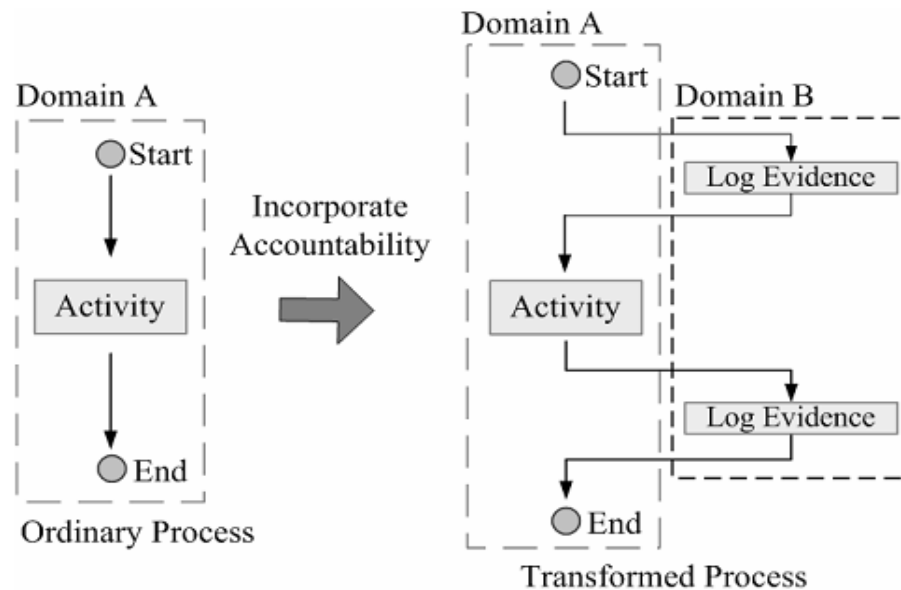 Domain A
Start
Activity
End
Ordinary Process
Incorporate
Accountability
Domain A
Start
Domain B
Log Evidence
Activity
Log Evidence
End
Transformed Process